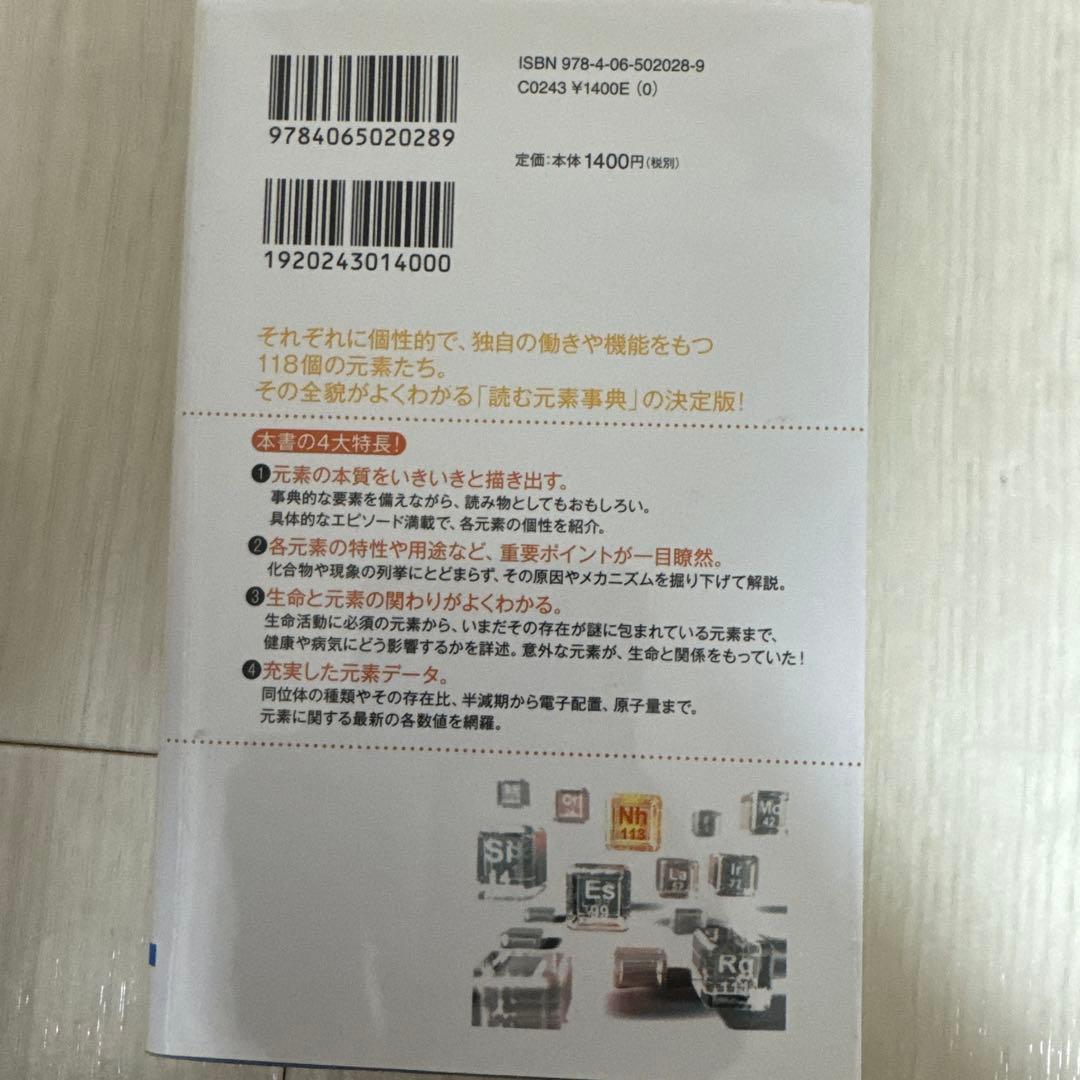 ISBN 978-4-06-502028-9
C0243 ¥1400E (0)
9784065020289
定価:本体1400円(税別)
1920243014000
それぞれに個性的で、独自の働きや機能をもつ
118個の元素たち。
その全貌がよくわかる「読む元素事典」の決定版!
本書の4大特長!
❶元素の本質をいきいきと描き出す。
事典的な要素を備えながら、読み物としてもおもしろい。
具体的なエピソード満載で、各元素の個性を紹介。
❷各元素の特性や用途など、重要ポイントが一目瞭然。
化合物や現象の列挙にとどまらず、その原因やメカニズムを掘り下げて解説。
❸生命と元素の関わりがよくわかる。
生命活動に必須の元素から、いまだその存在が謎に包まれている元素まで、
健康や病気にどう影響するかを詳述。意外な元素が、生命と関係をもっていた!
❹充実した元素データ。
同位体の種類やその存在比、半減期から電子配置、原子量まで。
元素に関する最新の各数値を網羅。
Cr
Nh
113
Mo
42
Si
14
Es
99
La
57
Ir
77
Rg
111